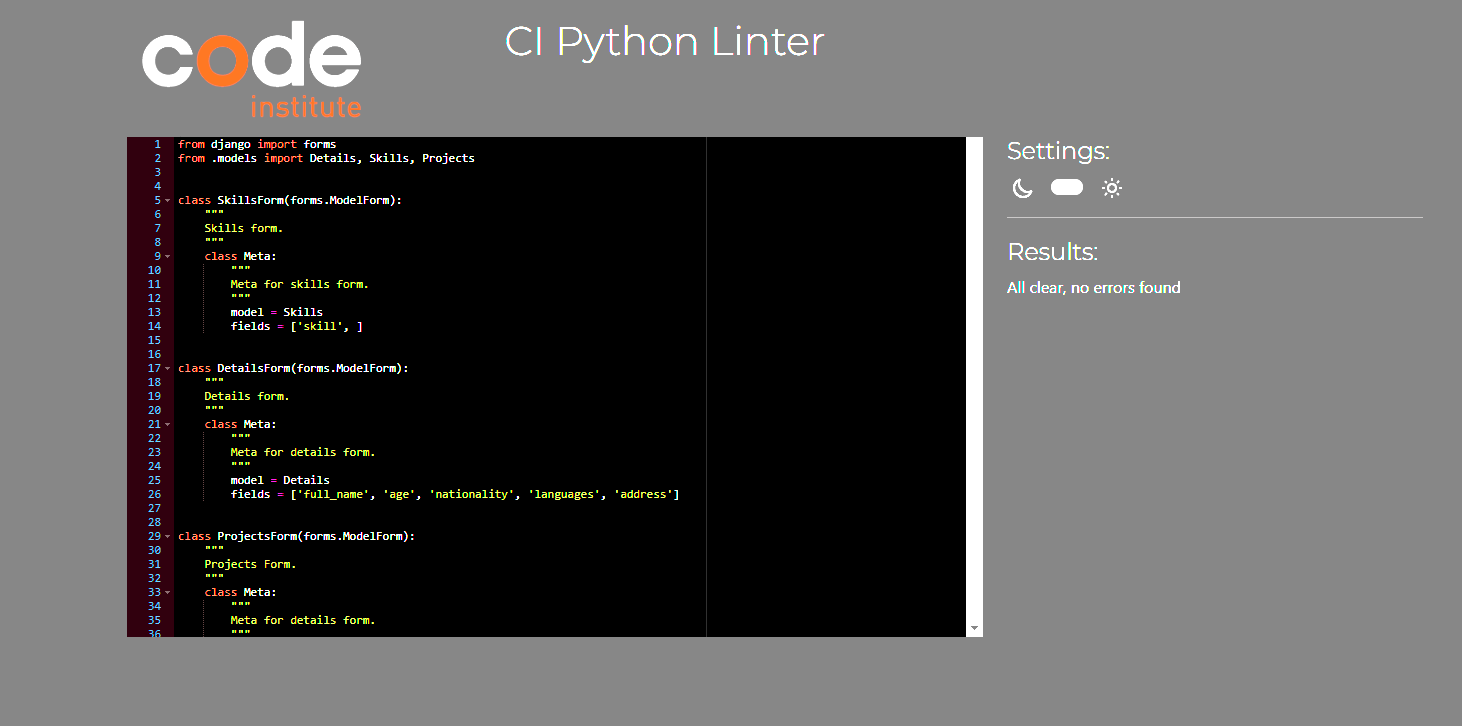 code
institute
CI Python Linter
1 from django import forms
2 from .models import Details, Skills, Projects
3
4
5 class SkillsForm(forms.ModelForm):
6     """
7     Skills form.
8     """
9     class Meta:
10         """
11         Meta for skills form.
12         """
13         model = Skills
14         fields = ['skill', ]
15
16
17 class DetailsForm(forms.ModelForm):
18     """
19     Details form.
20     """
21     class Meta:
22         """
23         Meta for details form.
24         """
25         model = Details
26         fields = ['full_name', 'age', 'nationality', 'languages', 'address']
27
28
29 class ProjectsForm(forms.ModelForm):
30     """
31     Projects Form.
32     """
33     class Meta:
34         """
35         Meta for details form.
36         """
Settings:
Results:
All clear, no errors found